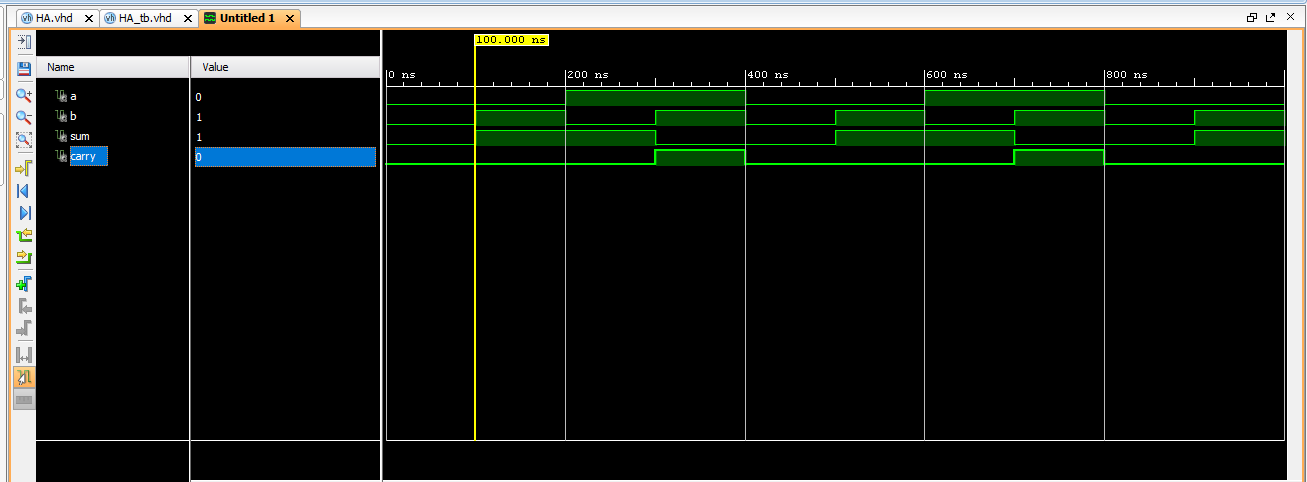 HA.vhd HA_tb.vhd Untitled 1
100.000 ns
Name Value
0 ns 200 ns 400 ns 600 ns 800 ns
a 0
b 1
sum 1
carry 0